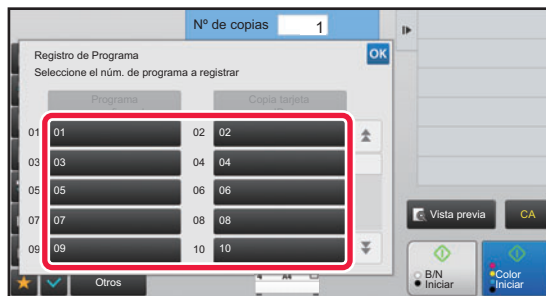 Nº de copias 1
Registro de Programa
OK
Seleccione el núm. de programa a registrar
Programa
Copia tarjeta
01 01 02 02
03 03 04 04
05 05 06 06
07 07 08 08
09 09 10 10
Vista previa
CA
B/N
Iniciar
Color
Iniciar
Otros
A4